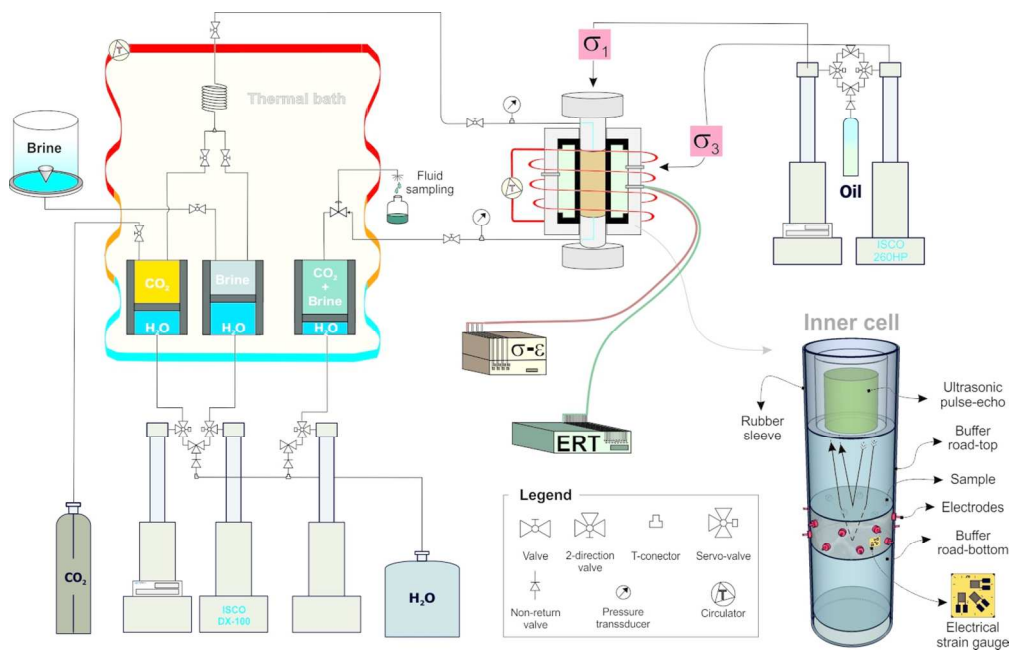 σ1
σ3
T
Thermal bath
Brine
Fluid
sampling
T
Oil
ISCO
260HP
CO2
H2O
Brine
H2O
CO2
+
Brine
H2O
σ-ε
ERT
Inner cell
Ultrasonic
pulse-echo
Rubber
sleeve
Buffer
road-top
Sample
Electrodes
Buffer
road-bottom
Electrical
strain gauge
CO2
ISCO
DX-100
H2O
Legend
Valve
2-direction
valve
T-conector
Servo-valve
Non-return
valve
Pressure
transsducer
T
Circulator